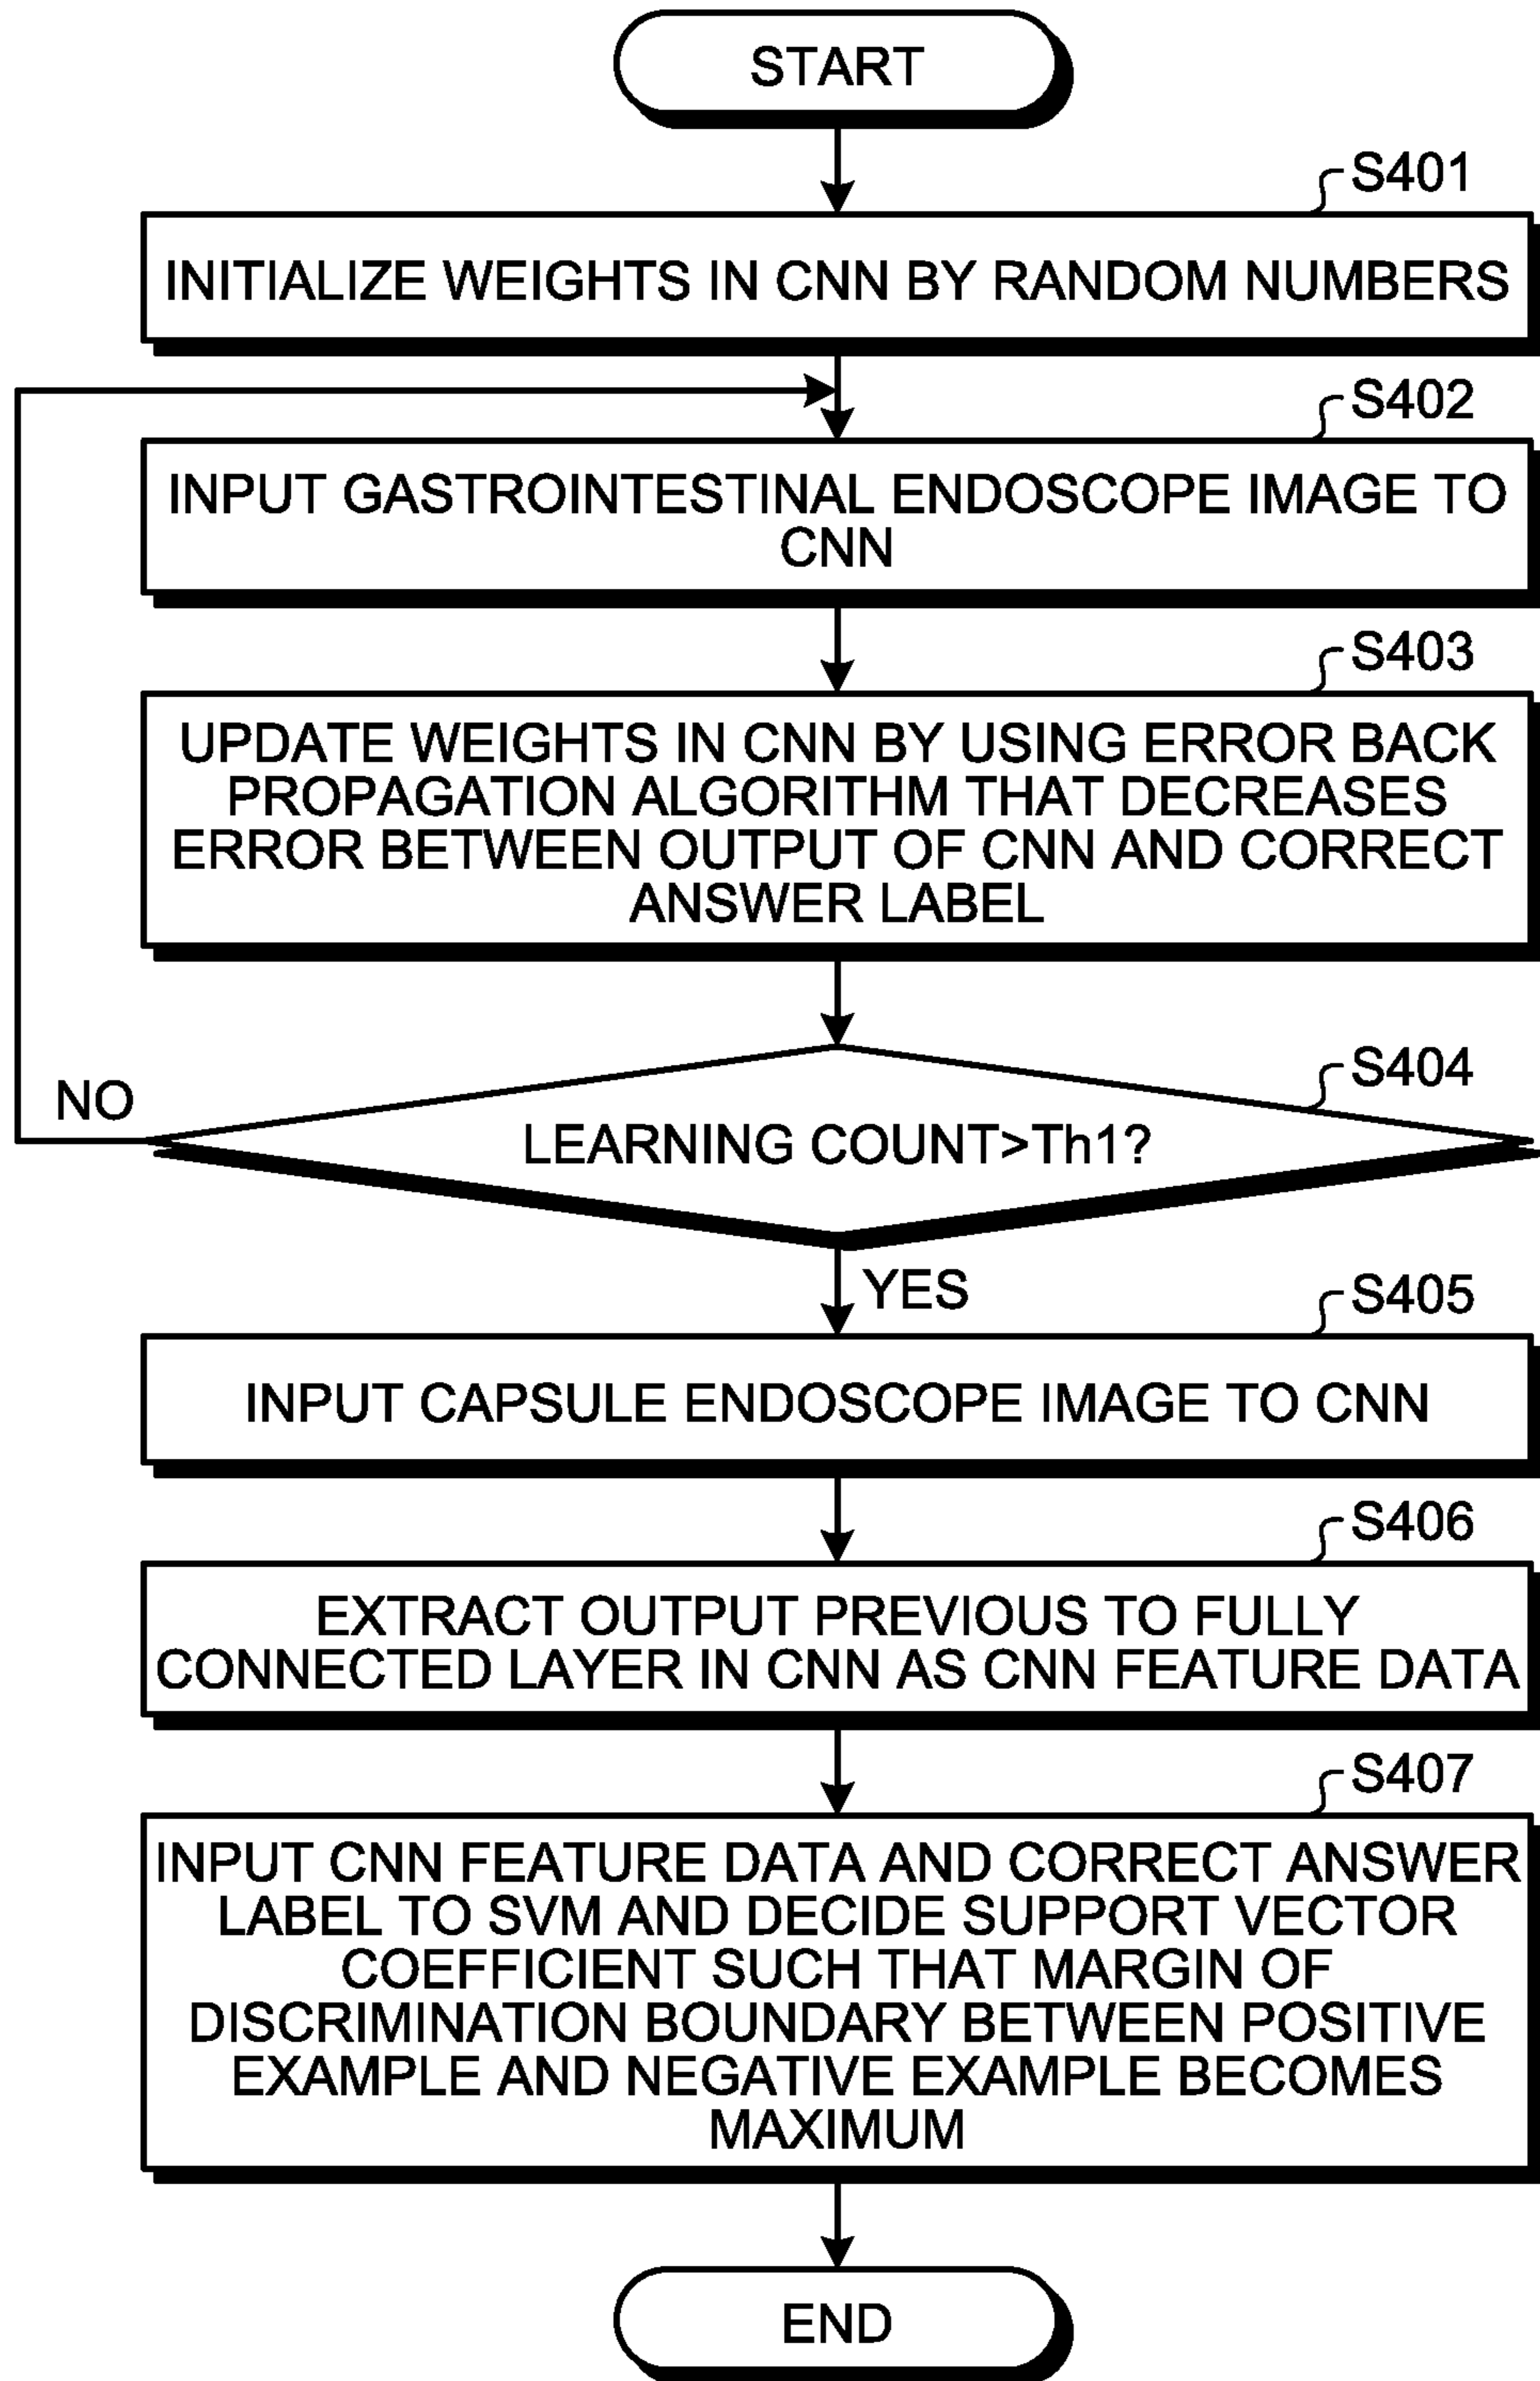 START
S401
INITIALIZE WEIGHTS IN CNN BY RANDOM NUMBERS
S402
INPUT GASTROINTESTINAL ENDOSCOPE IMAGE TO
CNN
S403
UPDATE WEIGHTS IN CNN BY USING ERROR BACK
PROPAGATION ALGORITHM THAT DECREASES
ERROR BETWEEN OUTPUT OF CNN AND CORRECT
ANSWER LABEL
S404
NO
LEARNING COUNT>Th1?
YES
S405
INPUT CAPSULE ENDOSCOPE IMAGE TO CNN
S406
EXTRACT OUTPUT PREVIOUS TO FULLY
CONNECTED LAYER IN CNN AS CNN FEATURE DATA
S407
INPUT CNN FEATURE DATA AND CORRECT ANSWER
LABEL TO SVM AND DECIDE SUPPORT VECTOR
COEFFICIENT SUCH THAT MARGIN OF
DISCRIMINATION BOUNDARY BETWEEN POSITIVE
EXAMPLE AND NEGATIVE EXAMPLE BECOMES
MAXIMUM
END